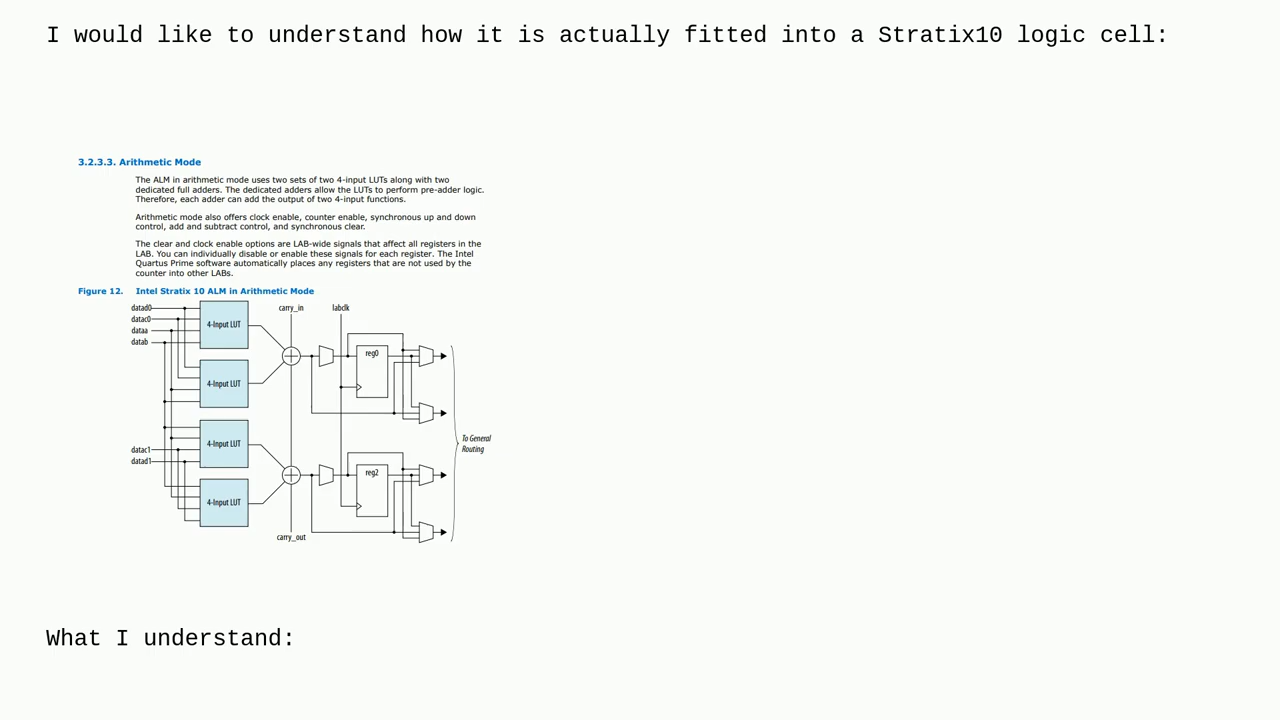 I would like to understand how it is actually fitted into a Stratix10 logic cell:
3.2.3.3. Arithmetic Mode
The ALM in arithmetic mode uses two sets of two 4-input LUTs along with two
dedicated full adders. The dedicated adders allow the LUTs to perform pre-adder logic.
Therefore, each adder can add the output of two 4-input functions.
Arithmetic mode also offers clock enable, counter enable, synchronous up and down
control, add and subtract control, and synchronous clear.
The clear and clock enable options are LAB-wide signals that affect all registers in the
LAB. You can individually disable or enable these signals for each register. The Intel
Quartus Prime software automatically places any registers that are not used by the
counter into other LABs.
Figure 12. Intel Stratix 10 ALM in Arithmetic Mode
datad0
datac0
dataa
datab
4-Input LUT
carry_in
labclk
reg0
4-Input LUT
4-Input LUT
To General
Routing
datac1
datad1
reg2
4-Input LUT
carry_out
What I understand: